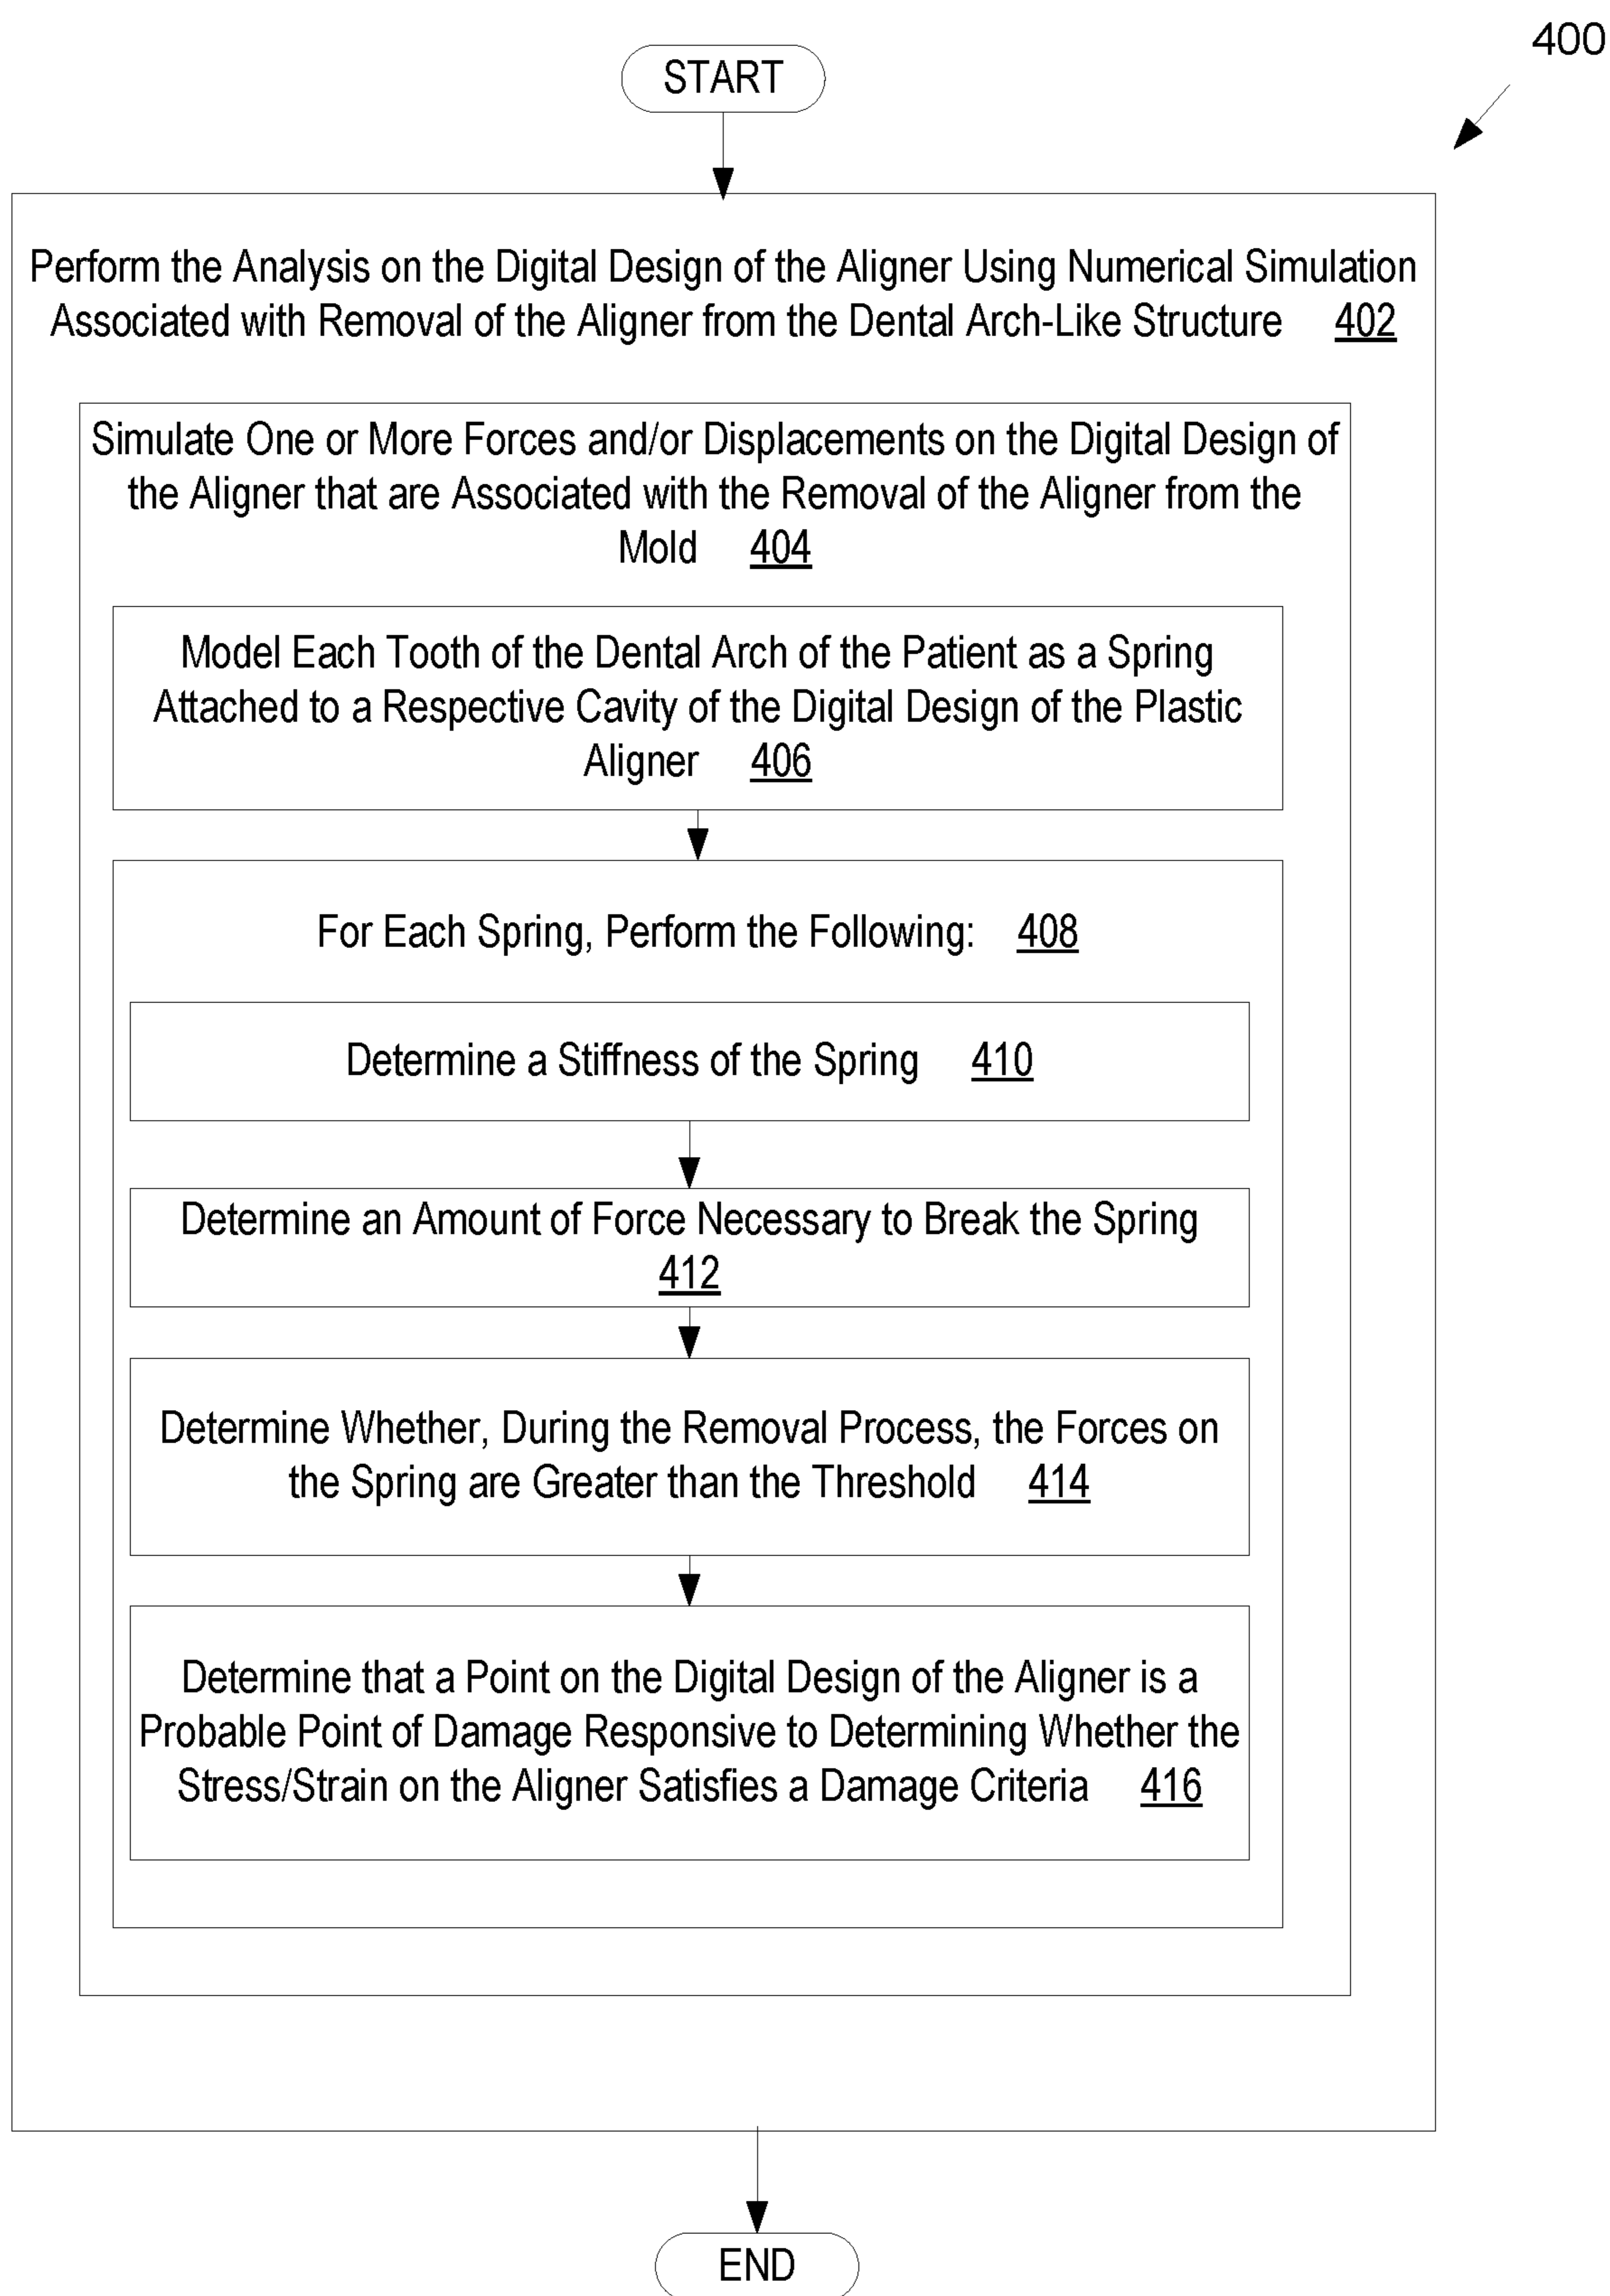 400
START
Perform the Analysis on the Digital Design of the Aligner Using Numerical Simulation
Associated with Removal of the Aligner from the Dental Arch-Like Structure 402
Simulate One or More Forces and/or Displacements on the Digital Design of
the Aligner that are Associated with the Removal of the Aligner from the
Mold 404
Model Each Tooth of the Dental Arch of the Patient as a Spring
Attached to a Respective Cavity of the Digital Design of the Plastic
Aligner 406
For Each Spring, Perform the Following: 408
Determine a Stiffness of the Spring 410
Determine an Amount of Force Necessary to Break the Spring
412
Determine Whether, During the Removal Process, the Forces on
the Spring are Greater than the Threshold 414
Determine that a Point on the Digital Design of the Aligner is a
Probable Point of Damage Responsive to Determining Whether the
Stress/Strain on the Aligner Satisfies a Damage Criteria 416
END